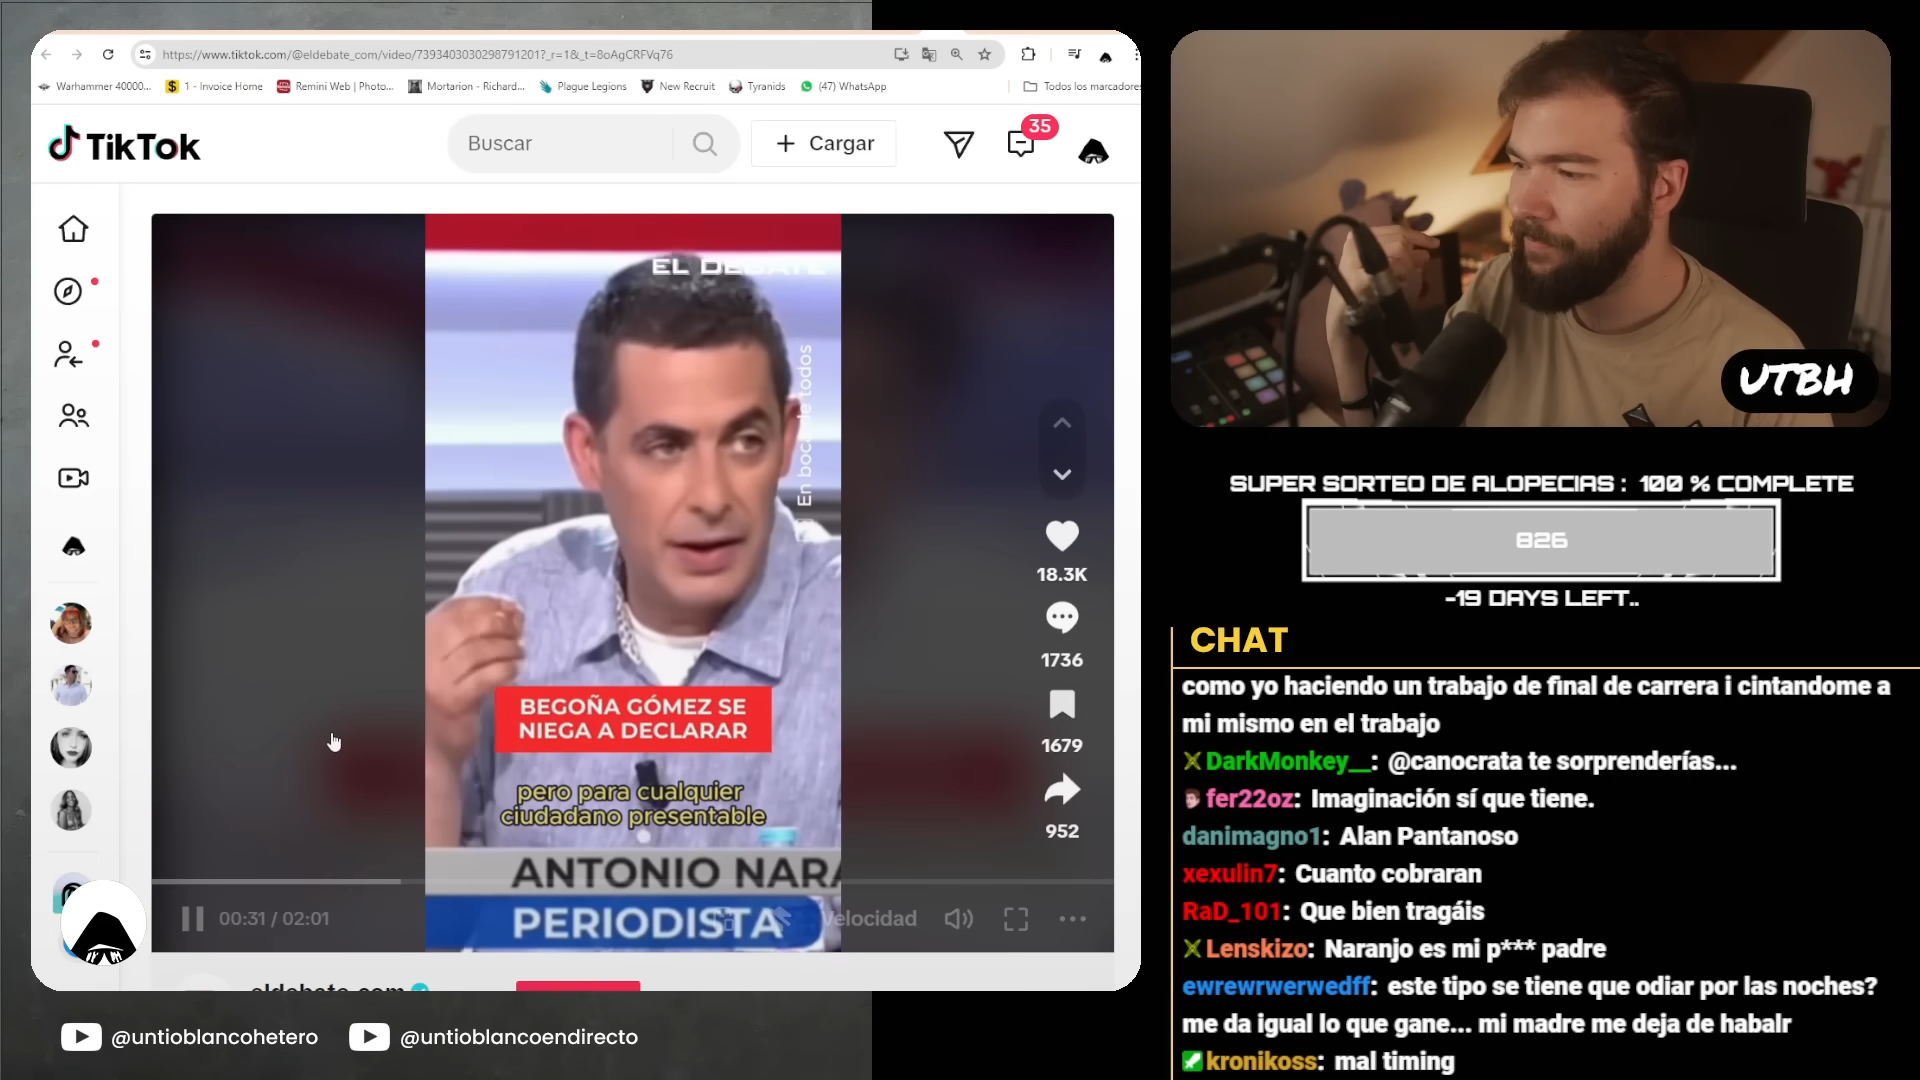 https://www.tiktok.com/@eldebate_com/video/7393403030298791201?_r=1&_t=8oAgCRFVq76
Warhammer 40000...
1 - Invoice Home
Remini Web | Photo...
Mortarion - Richard...
Plague Legions
New Recruit
Tyranids
(47) WhatsApp
Todos los marcadores
TikTok
Buscar
Cargar
35
EL DEBATE
En boca de todos
18.3K
1736
1679
952
BEGOÑA GÓMEZ SE
NIEGA A DECLARAR
pero para cualquier
ciudadano presentable
ANTONIO NARA
PERIODISTA
00:31 / 02:01
Velocidad
eldebate.com
@untioblancohetero
@untioblancoendirecto
UTBH
SUPER SORTEO DE ALOPECIAS : 100 % COMPLETE
826
-19 DAYS LEFT..
CHAT
como yo haciendo un trabajo de final de carrera i cintandome a
mi mismo en el trabajo
DarkMonkey__: @canocrata te sorprenderías...
fer22oz: Imaginación sí que tiene.
danimagno1: Alan Pantanoso
xexulin7: Cuanto cobraran
RaD_101: Que bien tragáis
Lenskizo: Naranjo es mi p*** padre
ewrewrwerwedff: este tipo se tiene que odiar por las noches?
me da igual lo que gane... mi madre me deja de habalr
kronikoss: mal timing